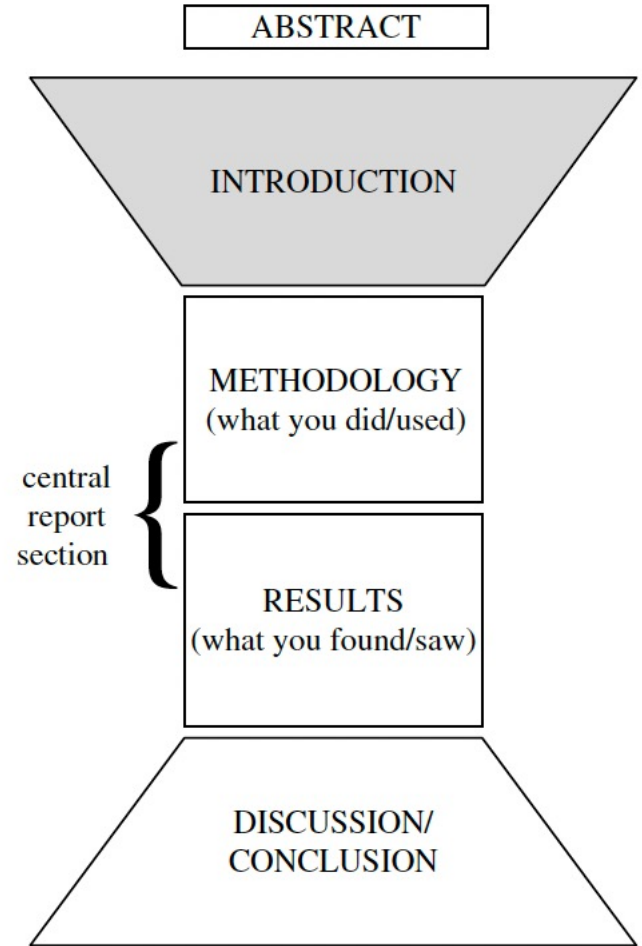 ABSTRACT
INTRODUCTION
METHODOLOGY
(what you did/used)
central
report
section
RESULTS
(what you found/saw)
DISCUSSION/
CONCLUSION